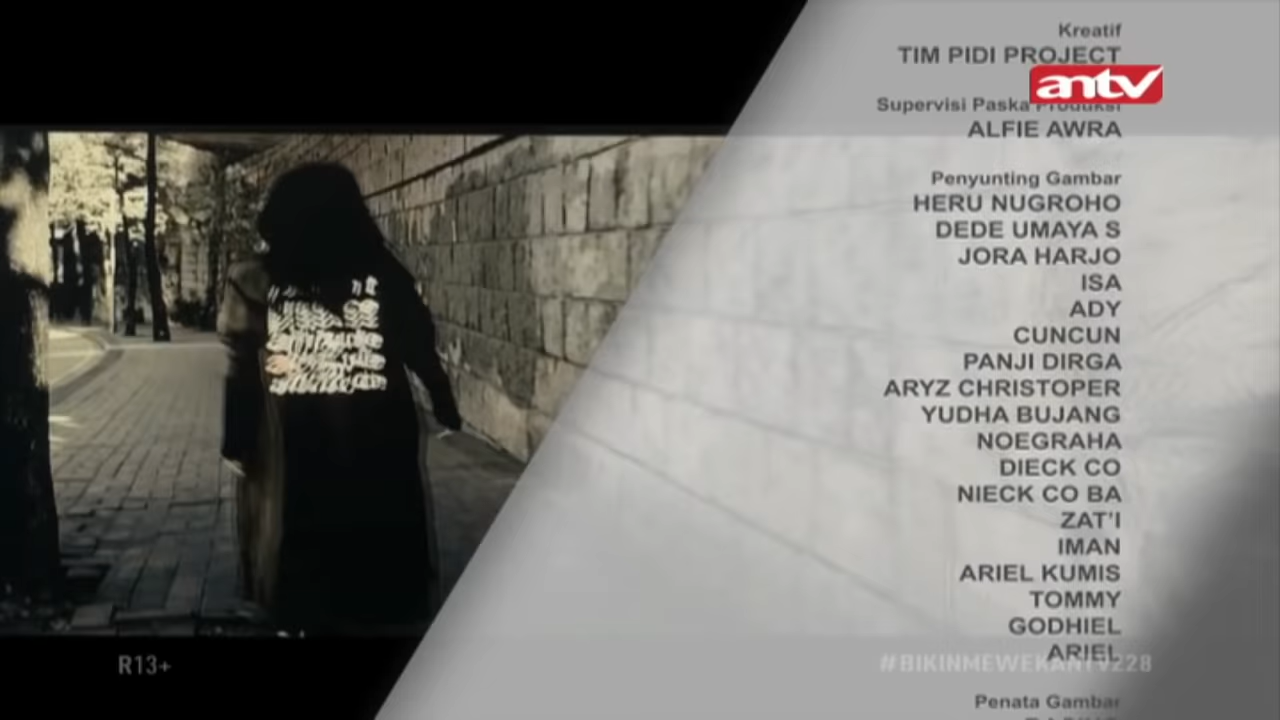 Kreatif
TIM PIDI PROJECT
antv
Supervisi Paska Produksi
ALFIE AWRA
Penyunting Gambar
HERU NUGROHO
DEDE UMAYA S
JORA HARJO
ISA
ADY
CUNCUN
PANJI DIRGA
ARYZ CHRISTOPER
YUDHA BUJANG
NOEGRAHA
DIECK CO
NIECK CO BA
ZAT'I
IMAN
ARIEL KUMIS
TOMMY
GODHIEL
ARIEL
R13+
#BIKINMEWEKANTV228
Penata Gambar